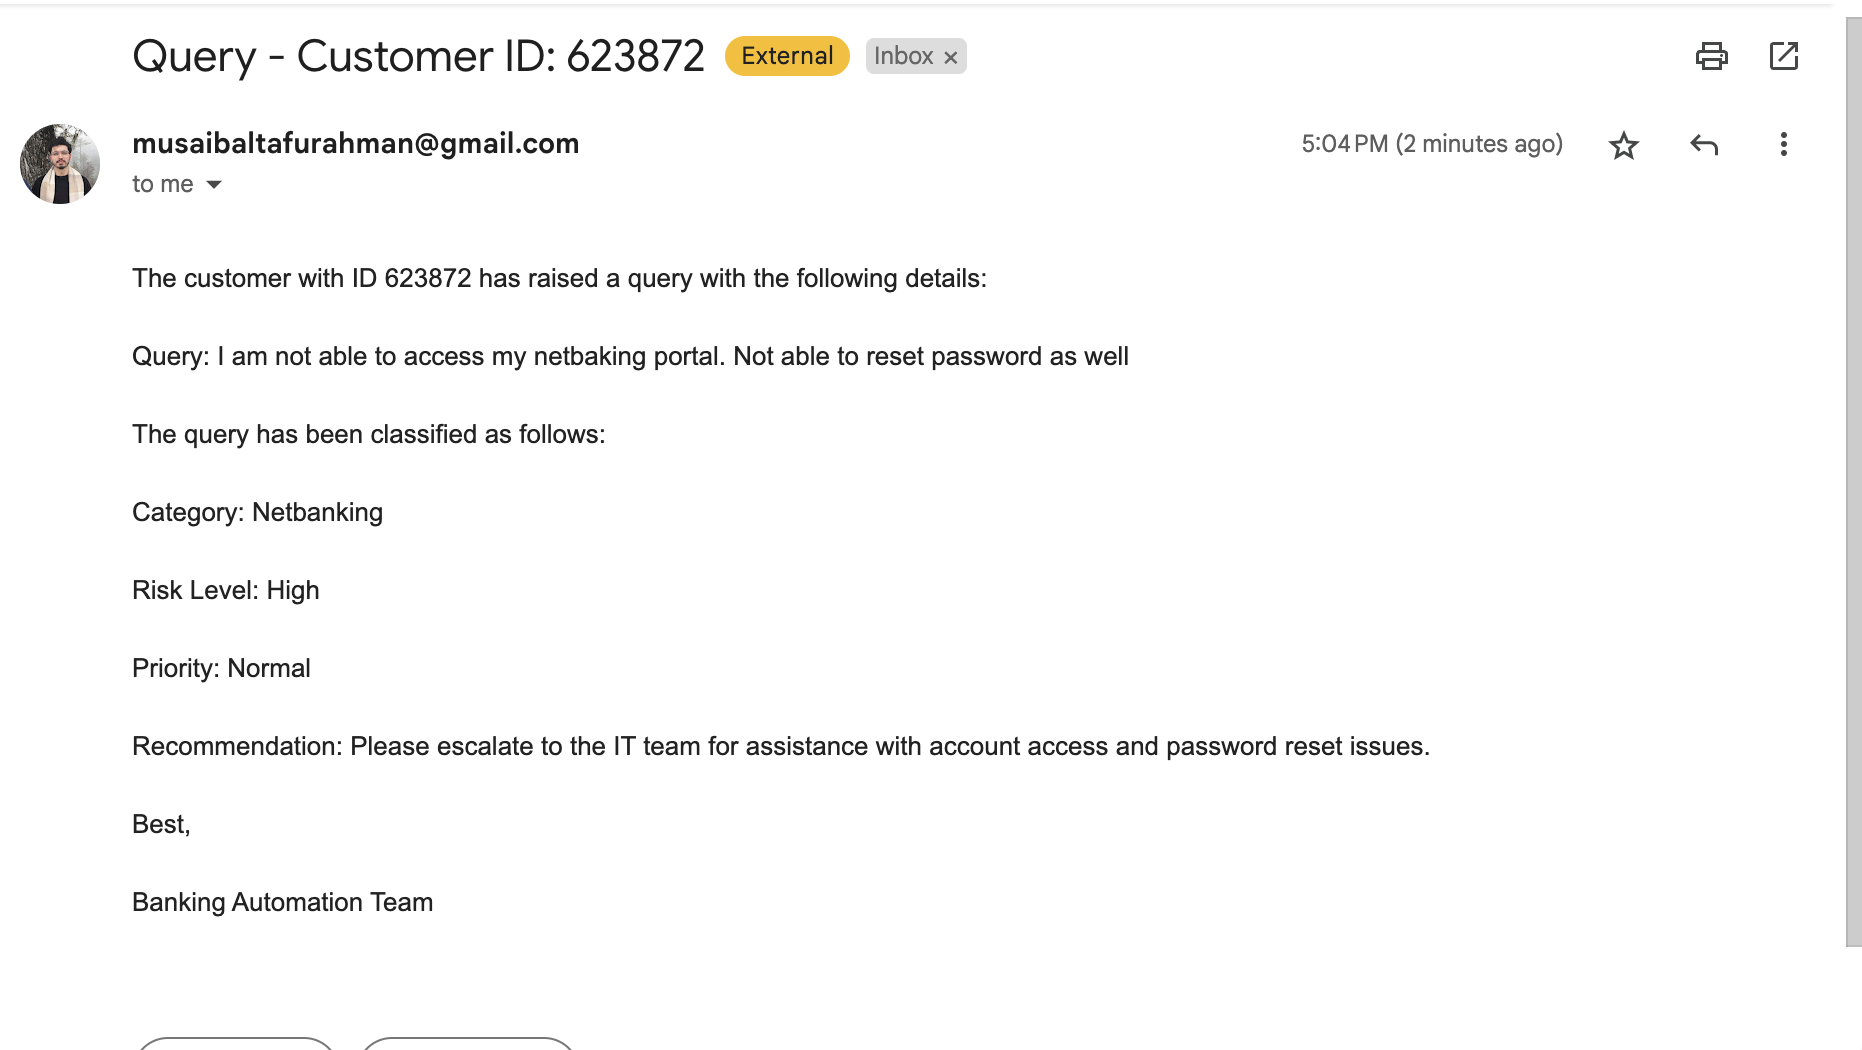 Query - Customer ID: 623872 External Inbox ×
musaibaltafurahman@gmail.com 5:04 PM (2 minutes ago)
to me
The customer with ID 623872 has raised a query with the following details:
Query: I am not able to access my netbaking portal. Not able to reset password as well
The query has been classified as follows:
Category: Netbanking
Risk Level: High
Priority: Normal
Recommendation: Please escalate to the IT team for assistance with account access and password reset issues.
Best,
Banking Automation Team